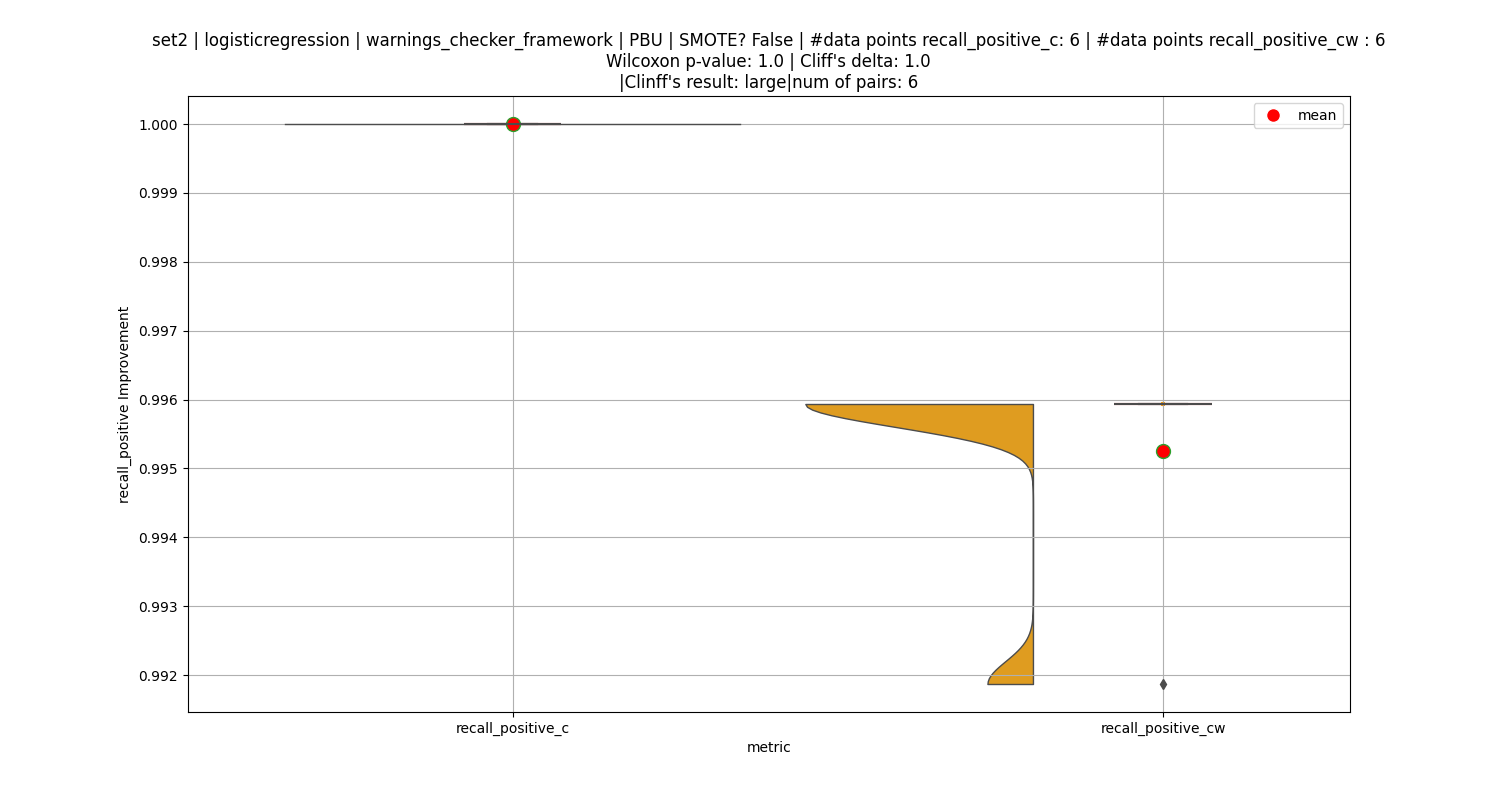 set2 | logisticregression | warnings_checker_framework | PBU | SMOTE? False | #data points recall_positive_c: 6 | #data points recall_positive_cw : 6
Wilcoxon p-value: 1.0 | Cliff's delta: 1.0
|Clinff's result: large|num of pairs: 6
mean
1.000
0.999
0.998
0.997
0.996
0.995
0.994
0.993
0.992
recall_positive Improvement
recall_positive_c
recall_positive_cw
metric